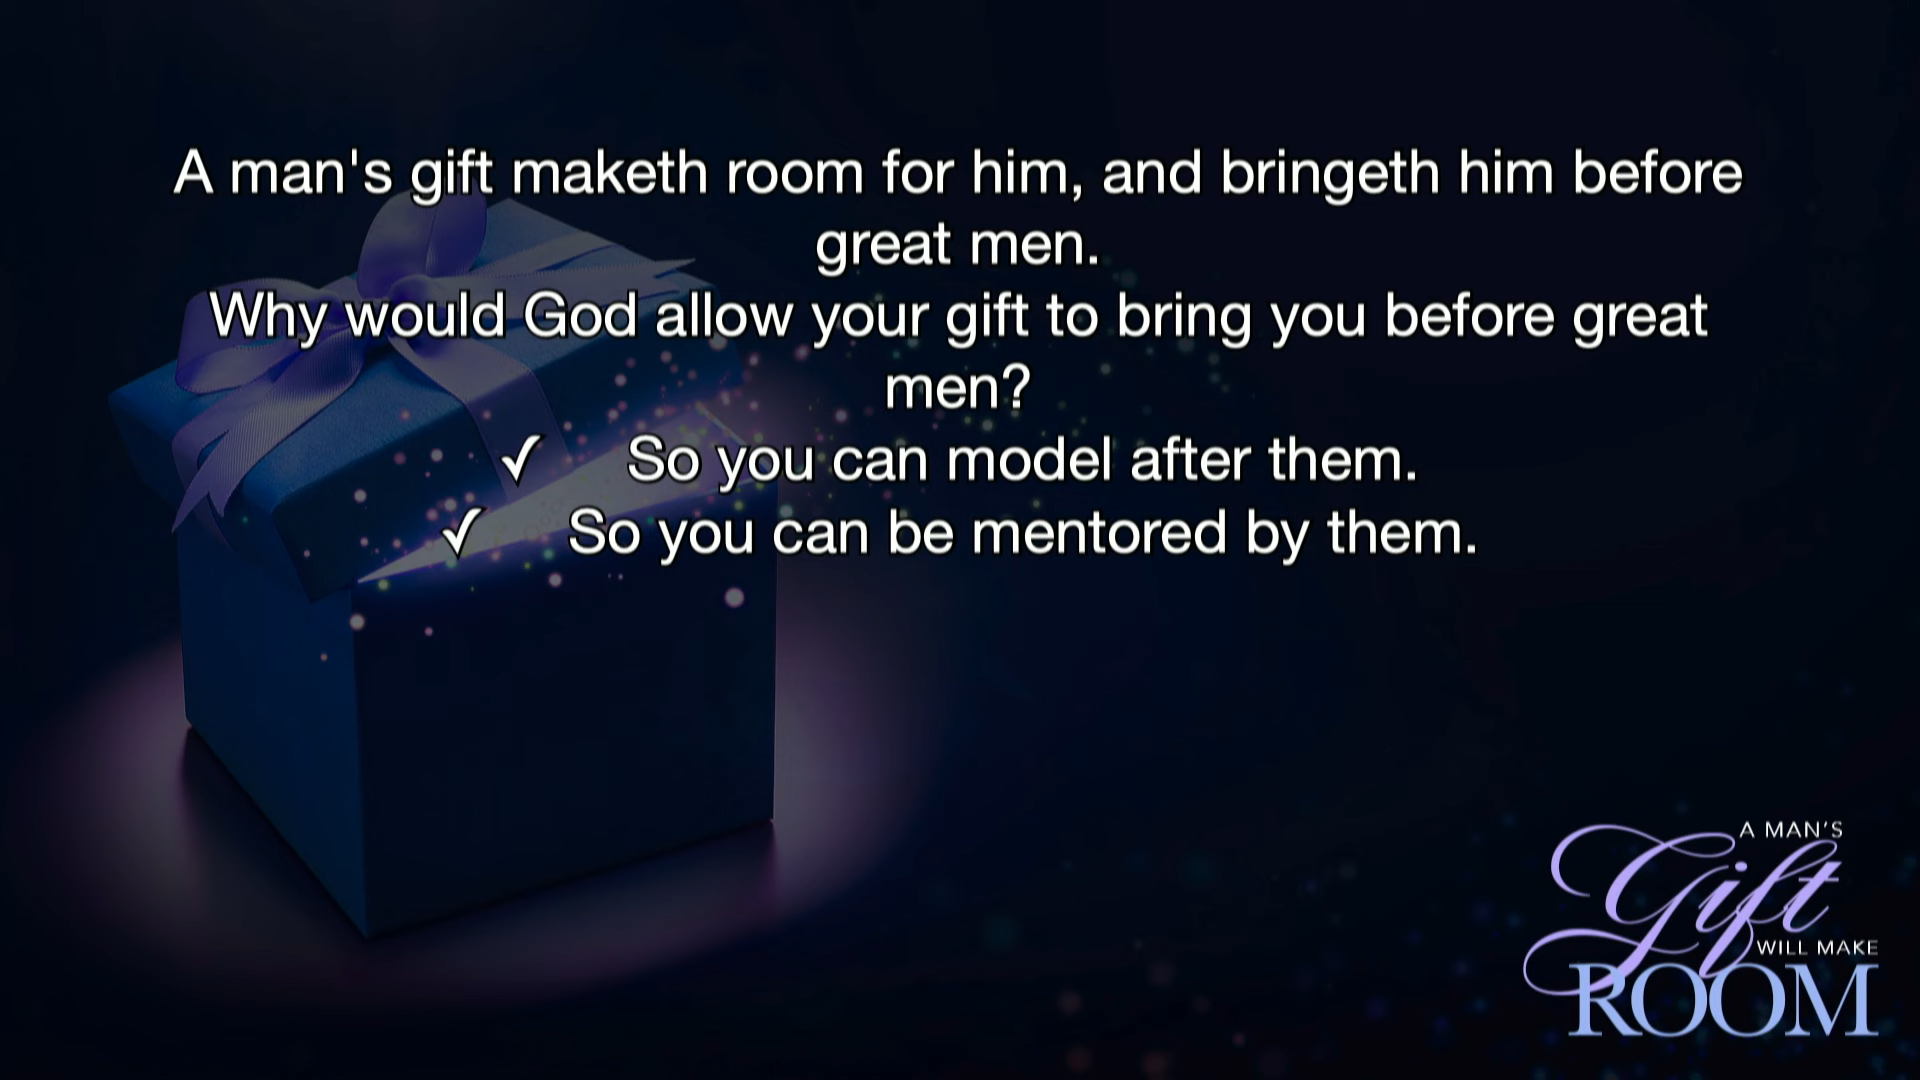 A man's gift maketh room for him, and bringeth him before
great men.
Why would God allow your gift to bring you before great
men?
✓ So you can model after them.
✓ So you can be mentored by them.
A MAN'S
Gift
WILL MAKE
ROOM